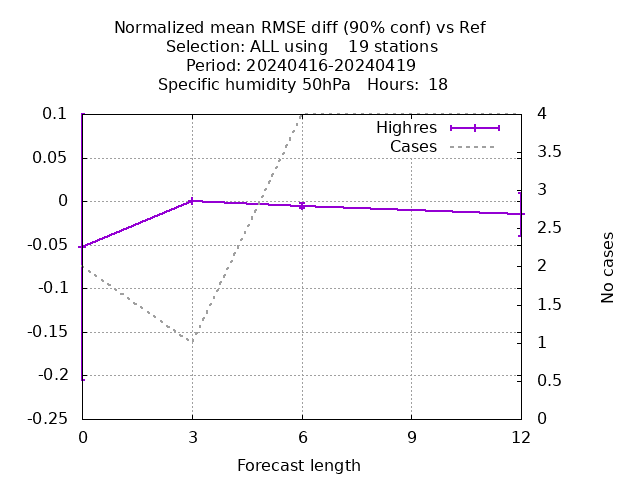 Normalized mean RMSE diff (90% conf) vs Ref
Selection: ALL using    19 stations
Period: 20240416-20240419
Specific humidity 50hPa   Hours:  18
Highres
Cases
0.1
0.05
0
-0.05
-0.1
-0.15
-0.2
-0.25
4
3.5
3
2.5
2
1.5
1
0.5
0
No cases
0 3 6 9 12
Forecast length